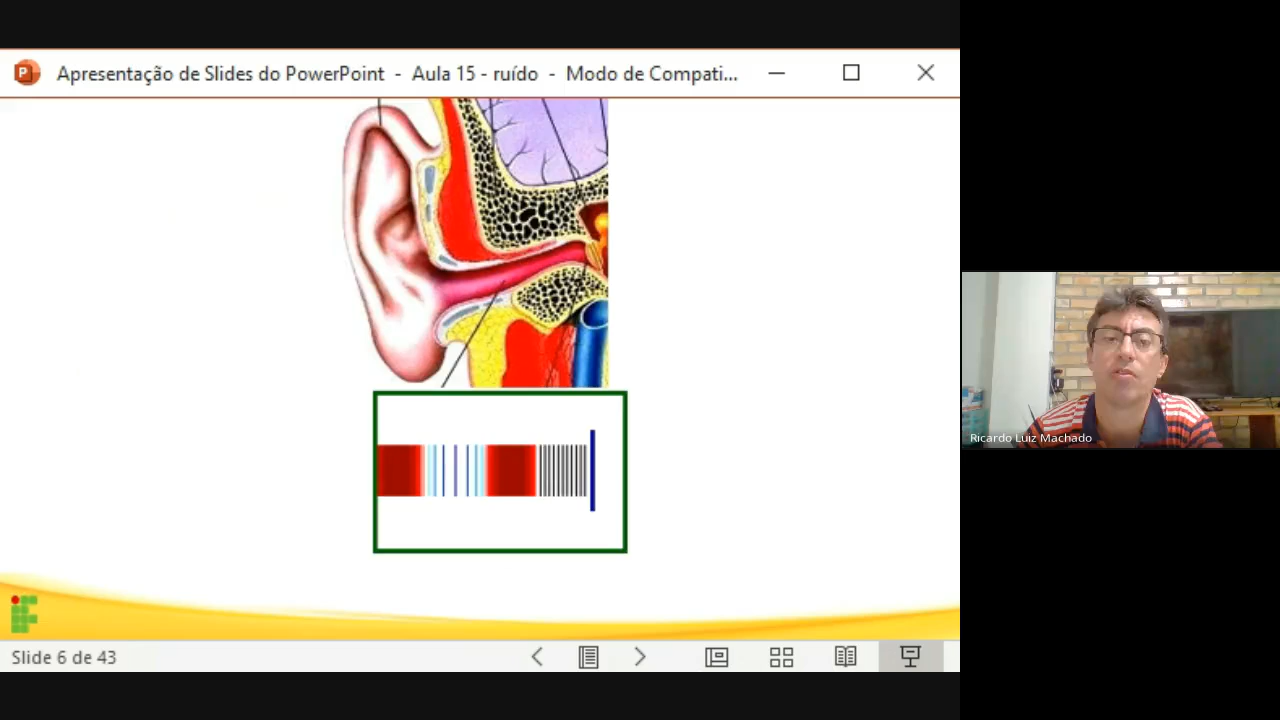 Apresentação de Slides do PowerPoint - Aula 15 - ruído - Modo de Compati...
Ricardo Luiz Machado
Slide 6 de 43